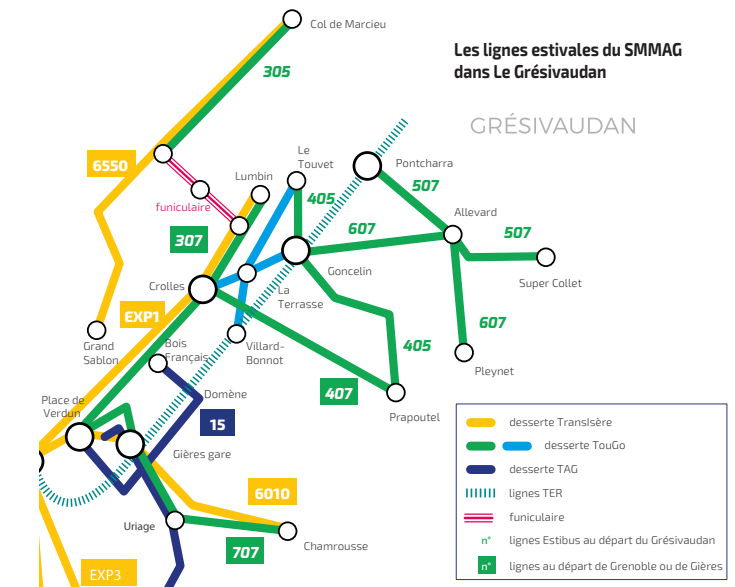 Col de Marcieu
Les lignes estivales du SMMAG
dans Le Grésivaudan
305
GRÉSIVAUDAN
6550
Le
Touvet
Pontcharra
Lumbin
507
funiculaire
405
Allevard
307
607
507
Goncelin
Super Collet
Crolles
La
Terrasse
EXP1
607
Grand
Sablon
Bois
Français
Villard-
Bonnot
405
Pleynet
407
Domène
Prapoutel
Place de
Verdun
15
Gières gare
6010
Uriage
Chamrousse
707
EXP3
desserte TransIsère
desserte TouGo
desserte TAG
lignes TER
funiculaire
n° lignes Estibus au départ du Grésivaudan
n° lignes au départ de Grenoble ou de Gières